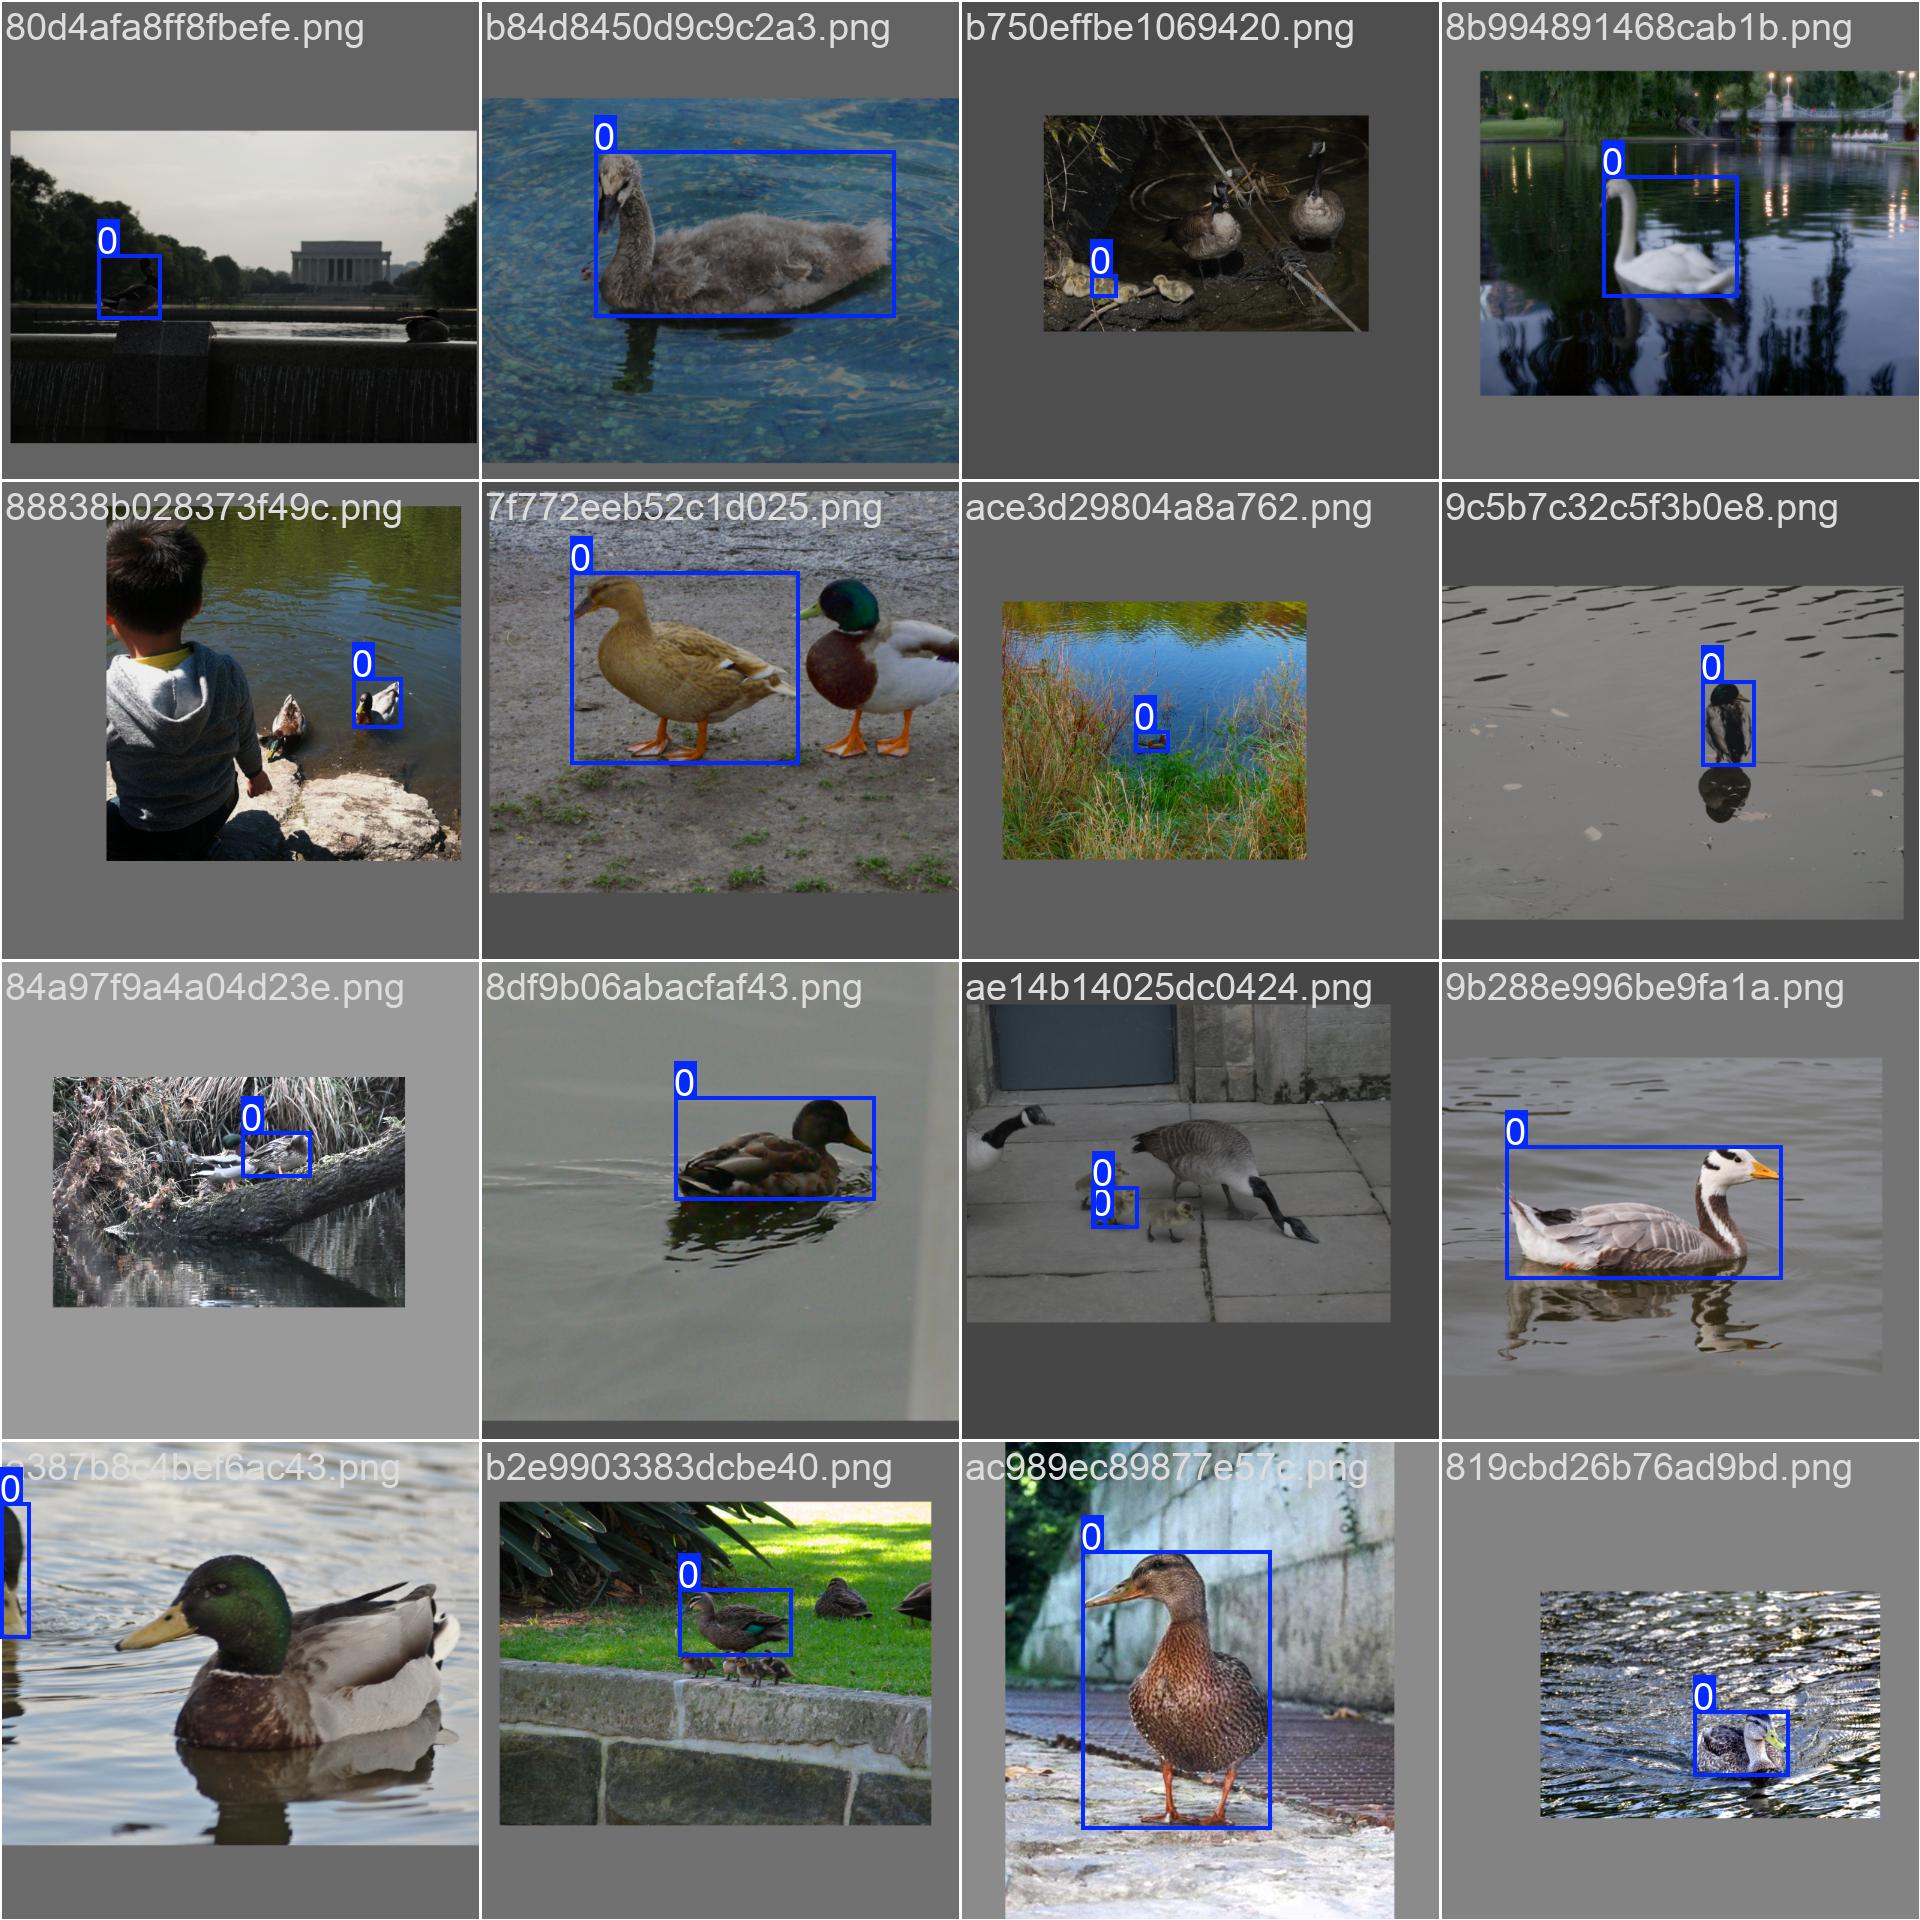 80d4afa8ff8fbefe.png
b84d8450d9c9c2a3.png
b750effbe1069420.png
8b994891468cab1b.png
0
0
0
0
88838b028373f49c.png
7f772eeb52c1d025.png
ace3d29804a8a762.png
9c5b7c32c5f3b0e8.png
0
0
0
0
84a97f9a4a04d23e.png
8df9b06abacfaf43.png
ae14b14025dc0424.png
9b288e996be9fa1a.png
0
0
0
0
0
a387b8c4bef6ac43.png
b2e9903383dcbe40.png
ac989ec89877e57c.png
819cbd26b76ad9bd.png
0
0
0
0